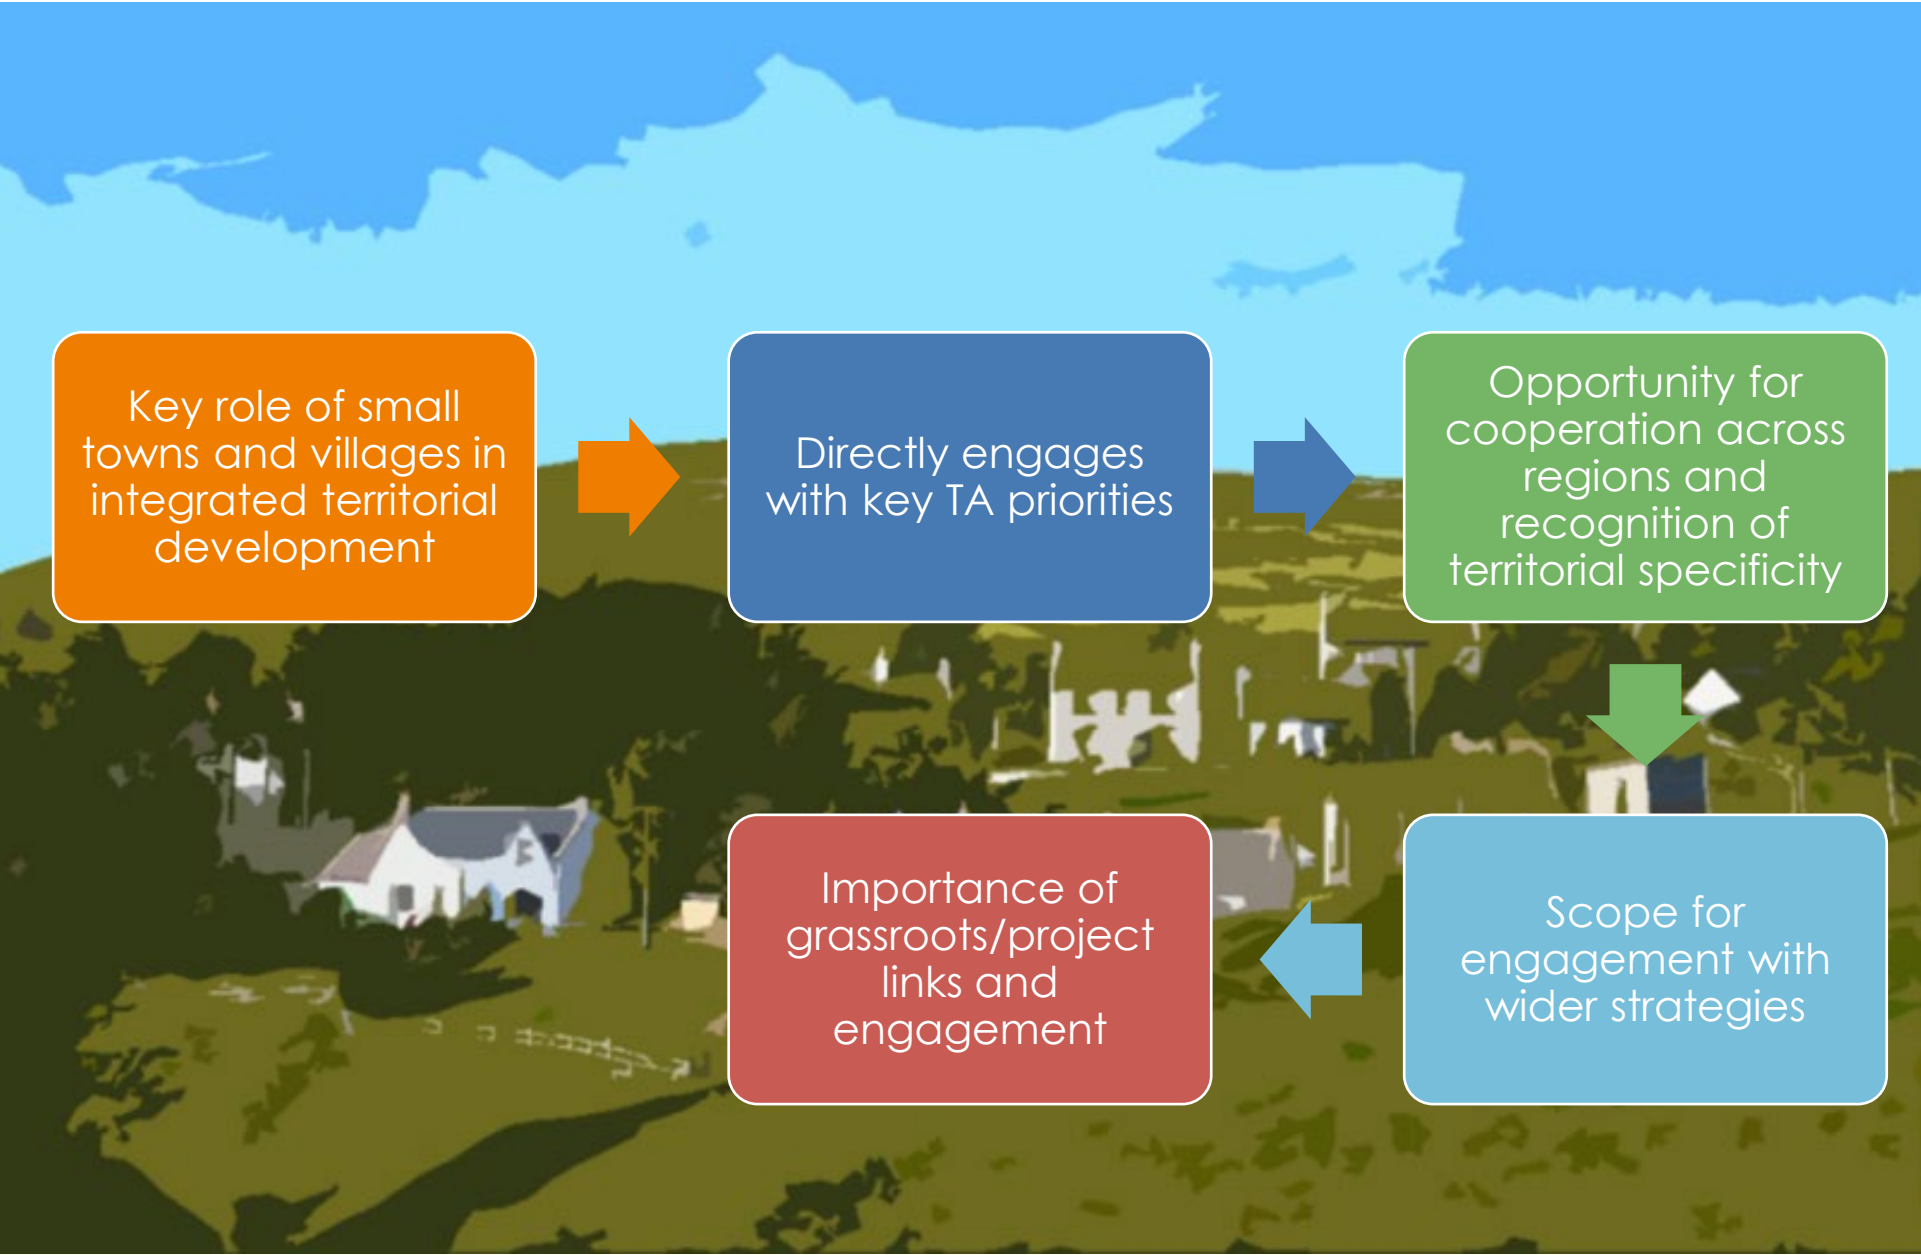 Key role of small
towns and villages in
integrated territorial
development
Directly engages
with key TA priorities
Opportunity for
cooperation across
regions and
recognition of
territorial specificity
Scope for
engagement with
wider strategies
Importance of
grassroots/project
links and
engagement